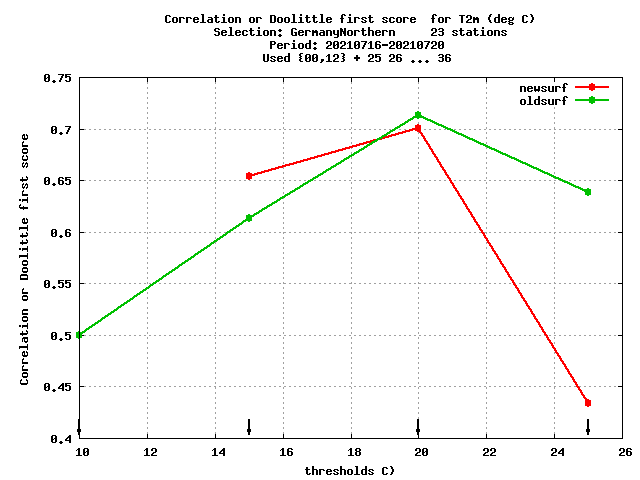 Correlation or Doolittle first score  for T2m (deg C)
Selection: GermanyNorthern     23 stations
Period: 20210716-20210720
Used {00,12} + 25 26 ... 36
newsurf
oldsurf
Correlation or Doolittle first score
0.75
0.7
0.65
0.6
0.55
0.5
0.45
0.4
10 12 14 16 18 20 22 24 26
thresholds C)